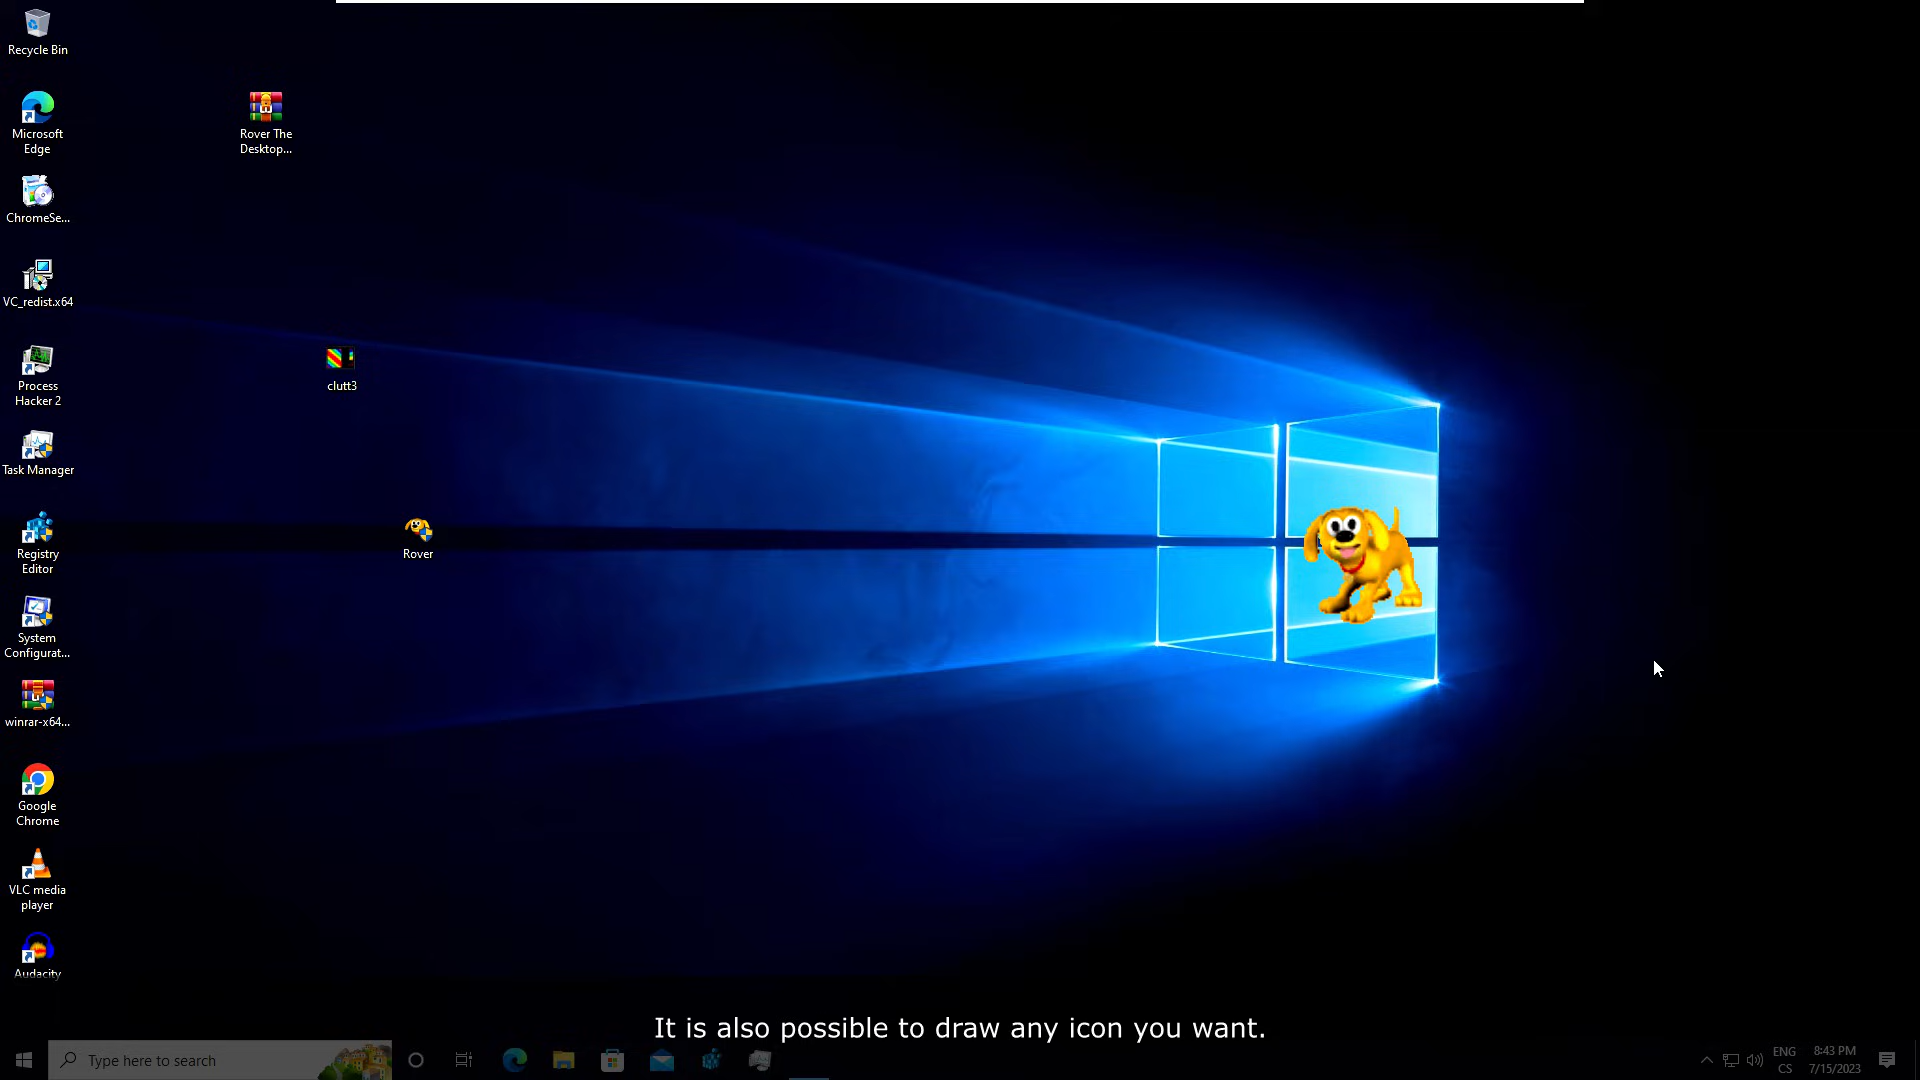 Recycle Bin
Microsoft
Edge
Rover The
Desktop...
ChromeSe...
VC_redist.x64
Process
Hacker 2
clutt3
Task Manager
Registry
Editor
Rover
System
Configurat...
winrar-x64...
Google
Chrome
VLC media
player
Audacity
It is also possible to draw any icon you want.
Type here to search
ENG
CS
8:43 PM
7/15/2023